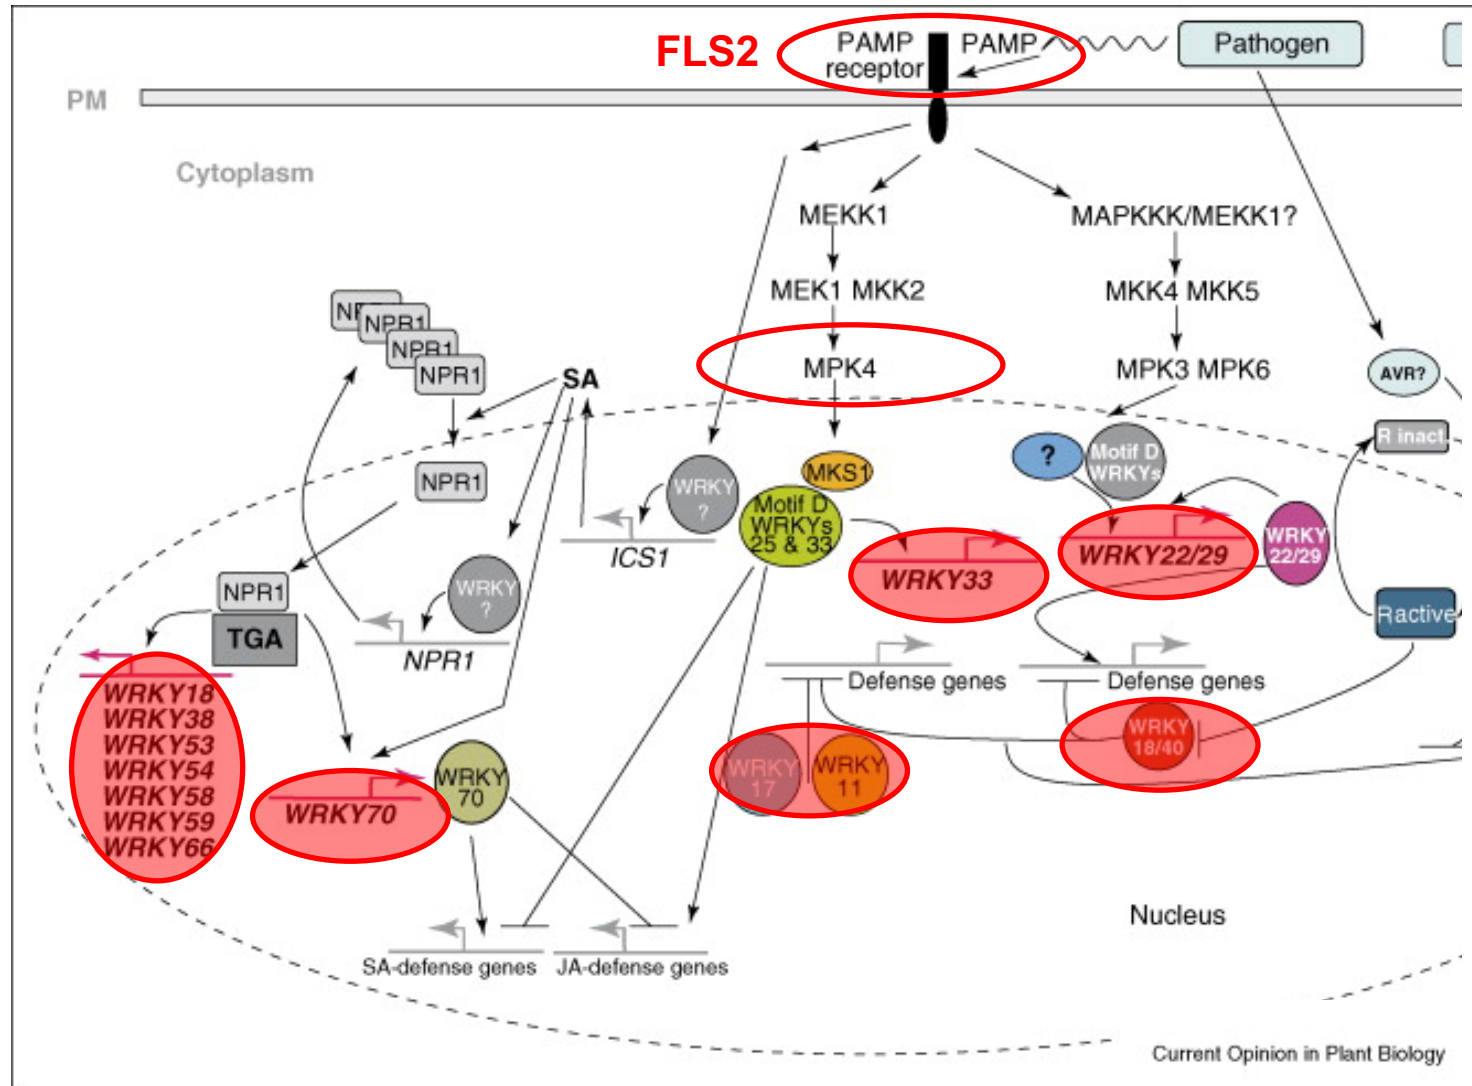 FLS2
PAMP
receptor
PAMP
Pathogen
PM
Cytoplasm
MEKK1
MAPKKK/MEKK1?
MEK1 MKK2
MKK4 MKK5
NPR1
NPR1
NPR1
MPK4
MPK3 MPK6
AVR?
SA
R inact.
NPR1
MKS1
?
Motif D
WRKYs
WRKY
?
Motif D
WRKYs
25 & 33
ICS1
WRKY33
WRKY22/29
WRKY
22/29
NPR1
TGA
WRKY
?
NPR1
Ractive
Defense genes
Defense genes
WRKY18
WRKY38
WRKY53
WRKY54
WRKY58
WRKY59
WRKY66
WRKY70
WRKY
70
WRKY
17
WRKY
11
WRKY
18/40
Nucleus
SA-defense genes
JA-defense genes
Current Opinion in Plant Biology